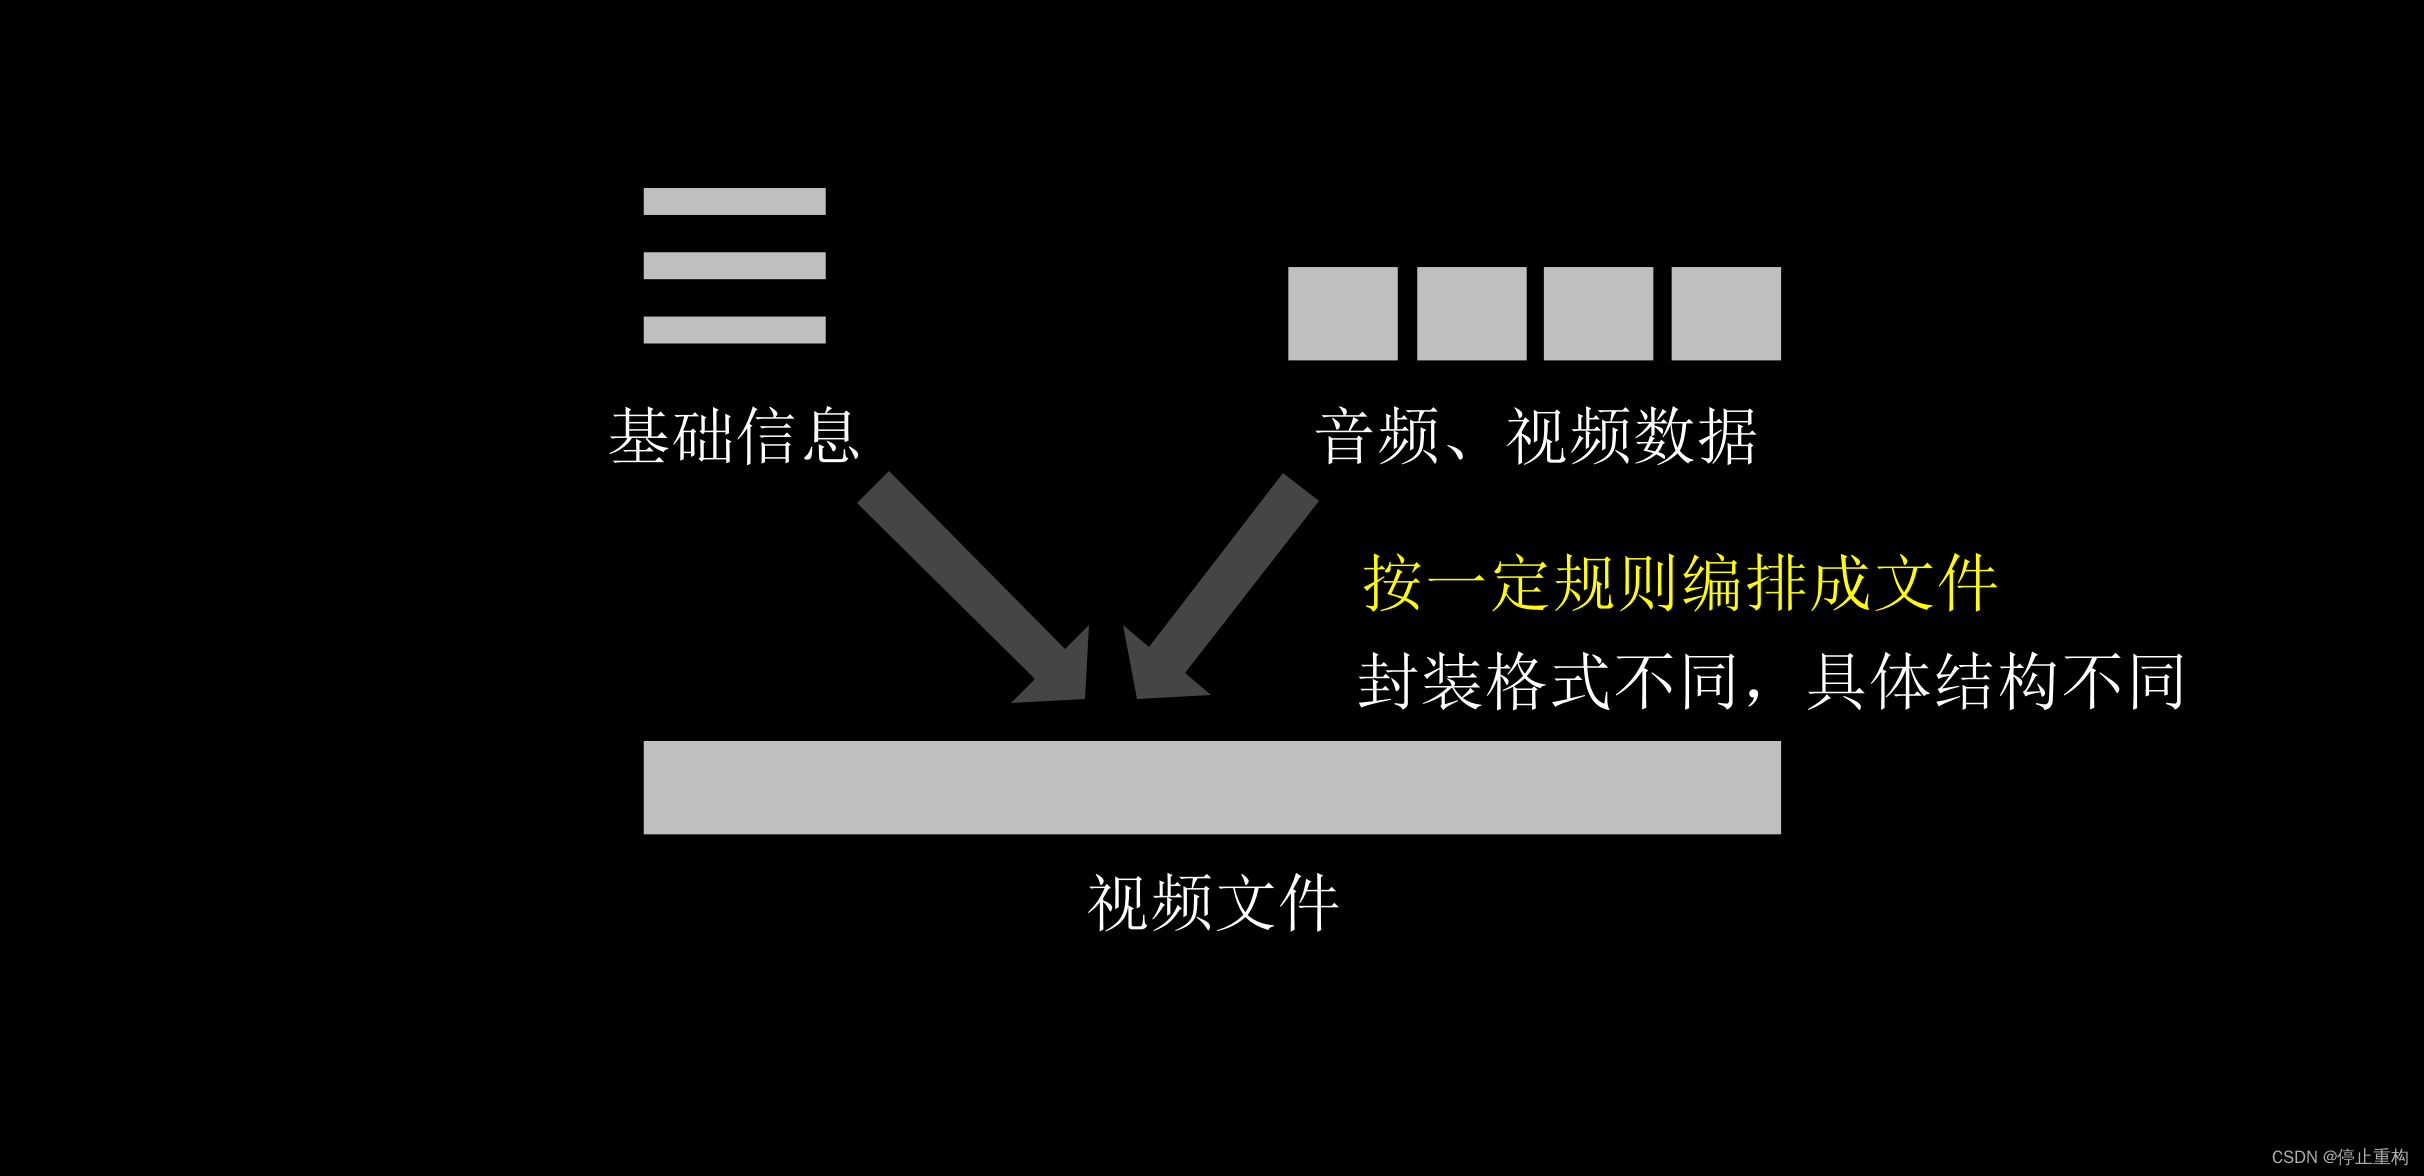 基础信息
音频、视频数据
按一定规则编排成文件
封装格式不同，具体结构不同
视频文件
CSDN @停止重构